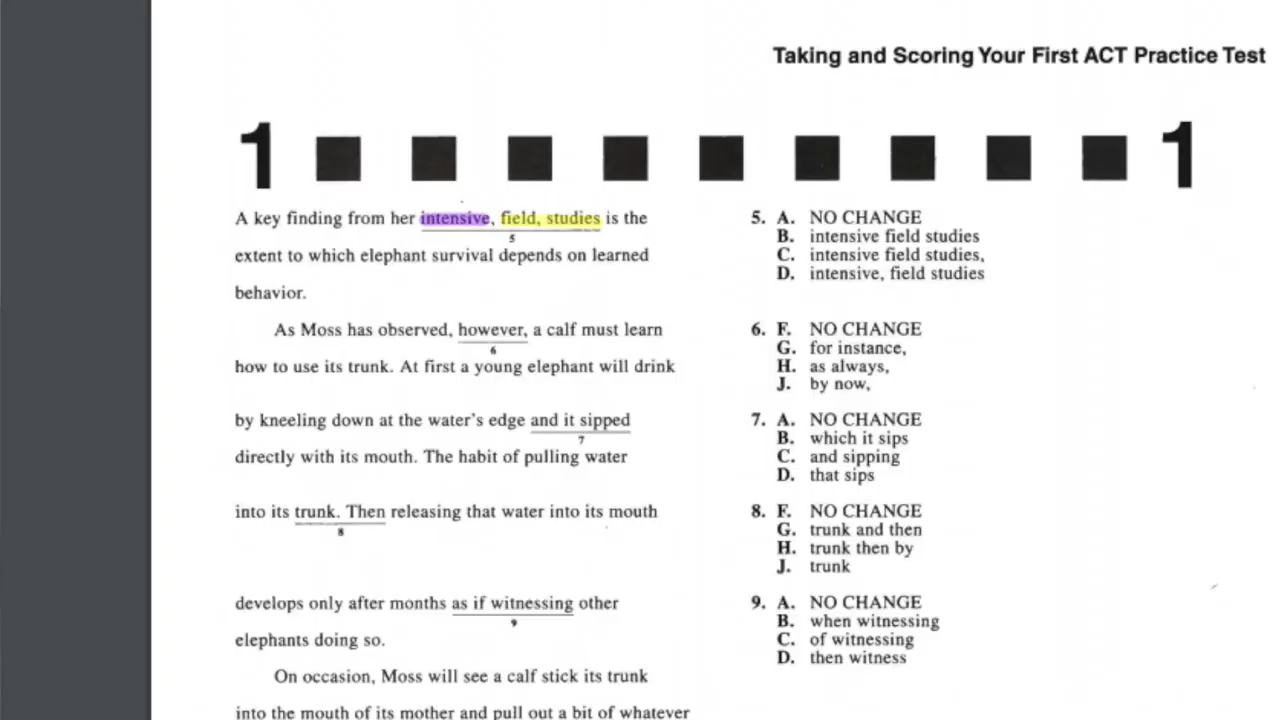 Taking and Scoring Your First ACT Practice Test
1 1
A key finding from her intensive, field, studies is the
5
extent to which elephant survival depends on learned
behavior.
As Moss has observed, however, a calf must learn
6
how to use its trunk. At first a young elephant will drink
by kneeling down at the water's edge and it sipped
7
directly with its mouth. The habit of pulling water
into its trunk. Then releasing that water into its mouth
8
develops only after months as if witnessing other
9
elephants doing so.
On occasion, Moss will see a calf stick its trunk
into the mouth of its mother and pull out a bit of whatever
5. A. NO CHANGE
B. intensive field studies
C. intensive field studies,
D. intensive, field studies
6. F. NO CHANGE
G. for instance,
H. as always,
J. by now,
7. A. NO CHANGE
B. which it sips
C. and sipping
D. that sips
8. F. NO CHANGE
G. trunk and then
H. trunk then by
J. trunk
9. A. NO CHANGE
B. when witnessing
C. of witnessing
D. then witness